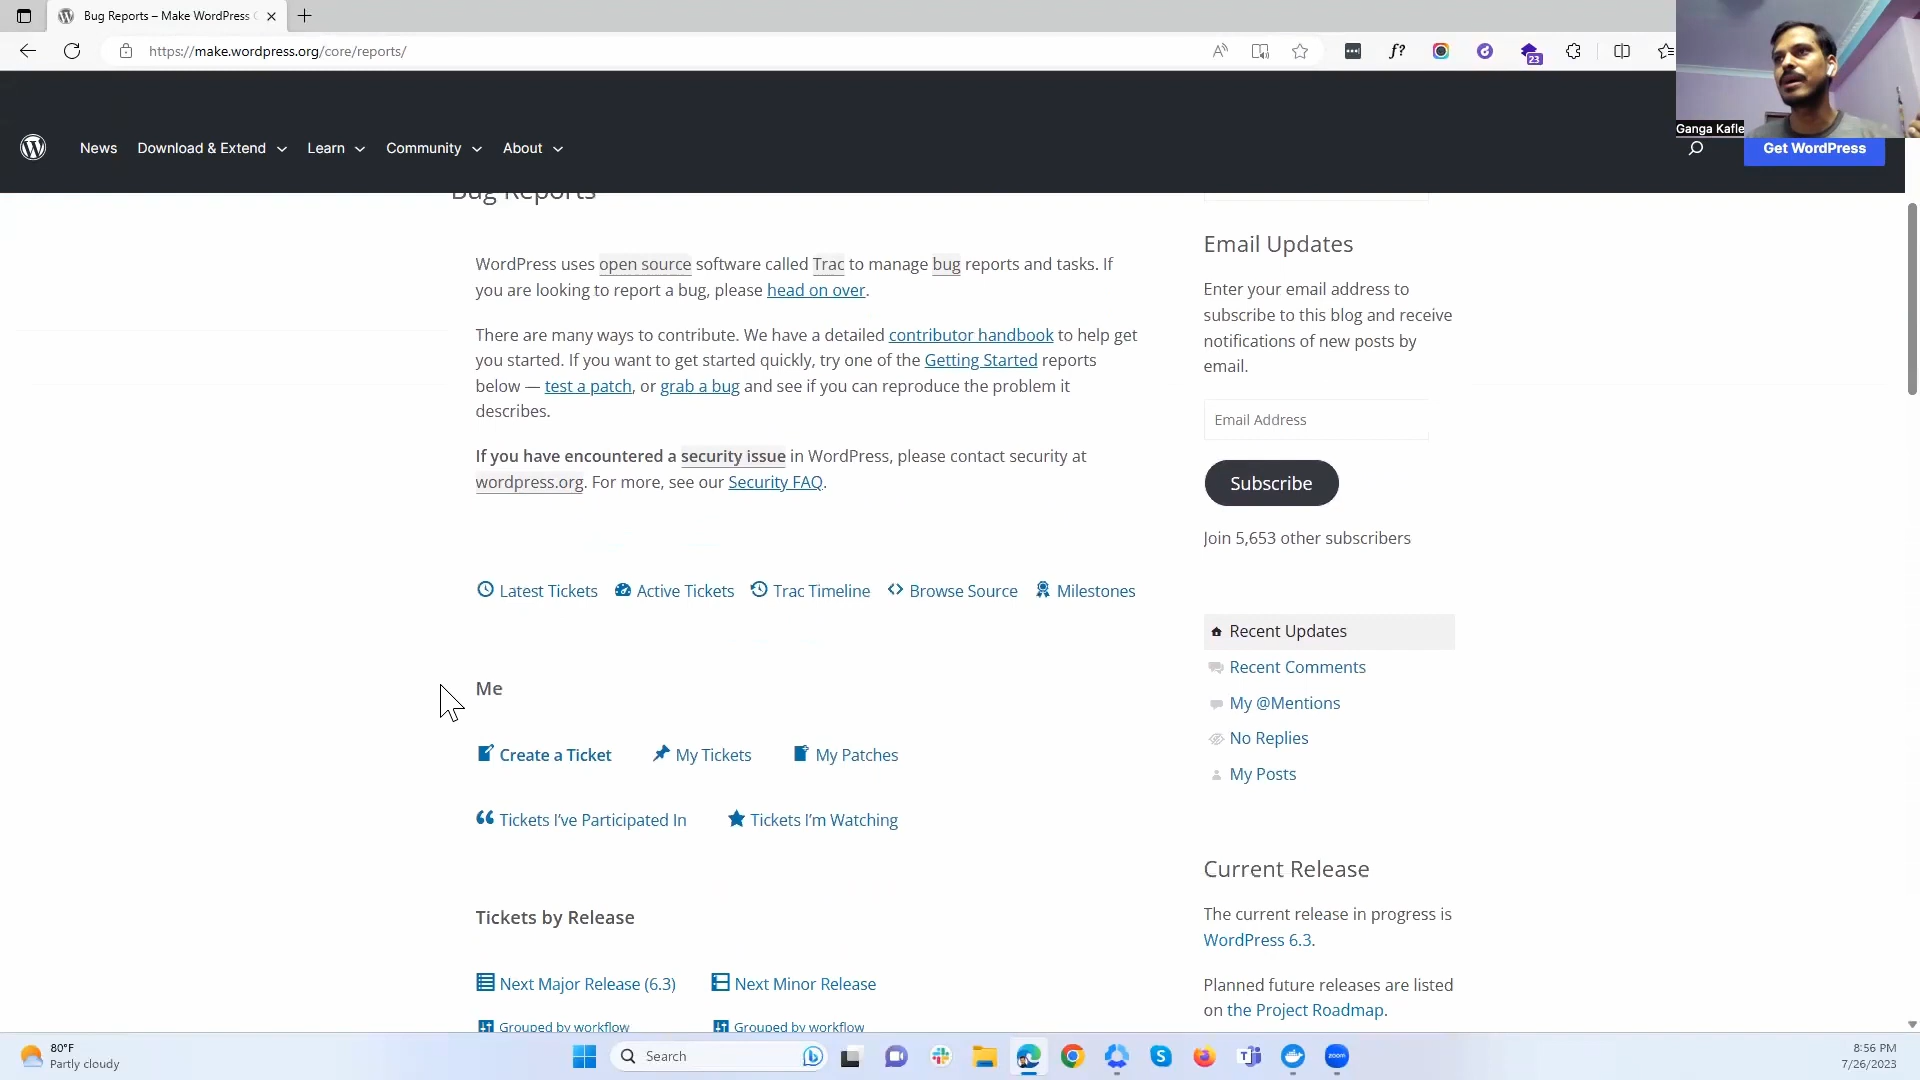 Bug Reports – Make WordPress
https://make.wordpress.org/core/reports/
23
Ganga Kafle
News
Download & Extend
Learn
Community
About
Get WordPress
Bug Reports
WordPress uses open source software called Trac to manage bug reports and tasks. If
you are looking to report a bug, please head on over.
There are many ways to contribute. We have a detailed contributor handbook to help get
you started. If you want to get started quickly, try one of the Getting Started reports
below — test a patch, or grab a bug and see if you can reproduce the problem it
describes.
If you have encountered a security issue in WordPress, please contact security at
wordpress.org. For more, see our Security FAQ.
Latest Tickets
Active Tickets
Trac Timeline
Browse Source
Milestones
Me
Create a Ticket
My Tickets
My Patches
Tickets I’ve Participated In
Tickets I’m Watching
Tickets by Release
Next Major Release (6.3)
Next Minor Release
Grouped by workflow
Grouped by workflow
Email Updates
Enter your email address to
subscribe to this blog and receive
notifications of new posts by
email.
Email Address
Subscribe
Join 5,653 other subscribers
Recent Updates
Recent Comments
My @Mentions
No Replies
My Posts
Current Release
The current release in progress is
WordPress 6.3.
Planned future releases are listed
on the Project Roadmap.
80°F
Partly cloudy
Search
zoom
8:56 PM
7/26/2023